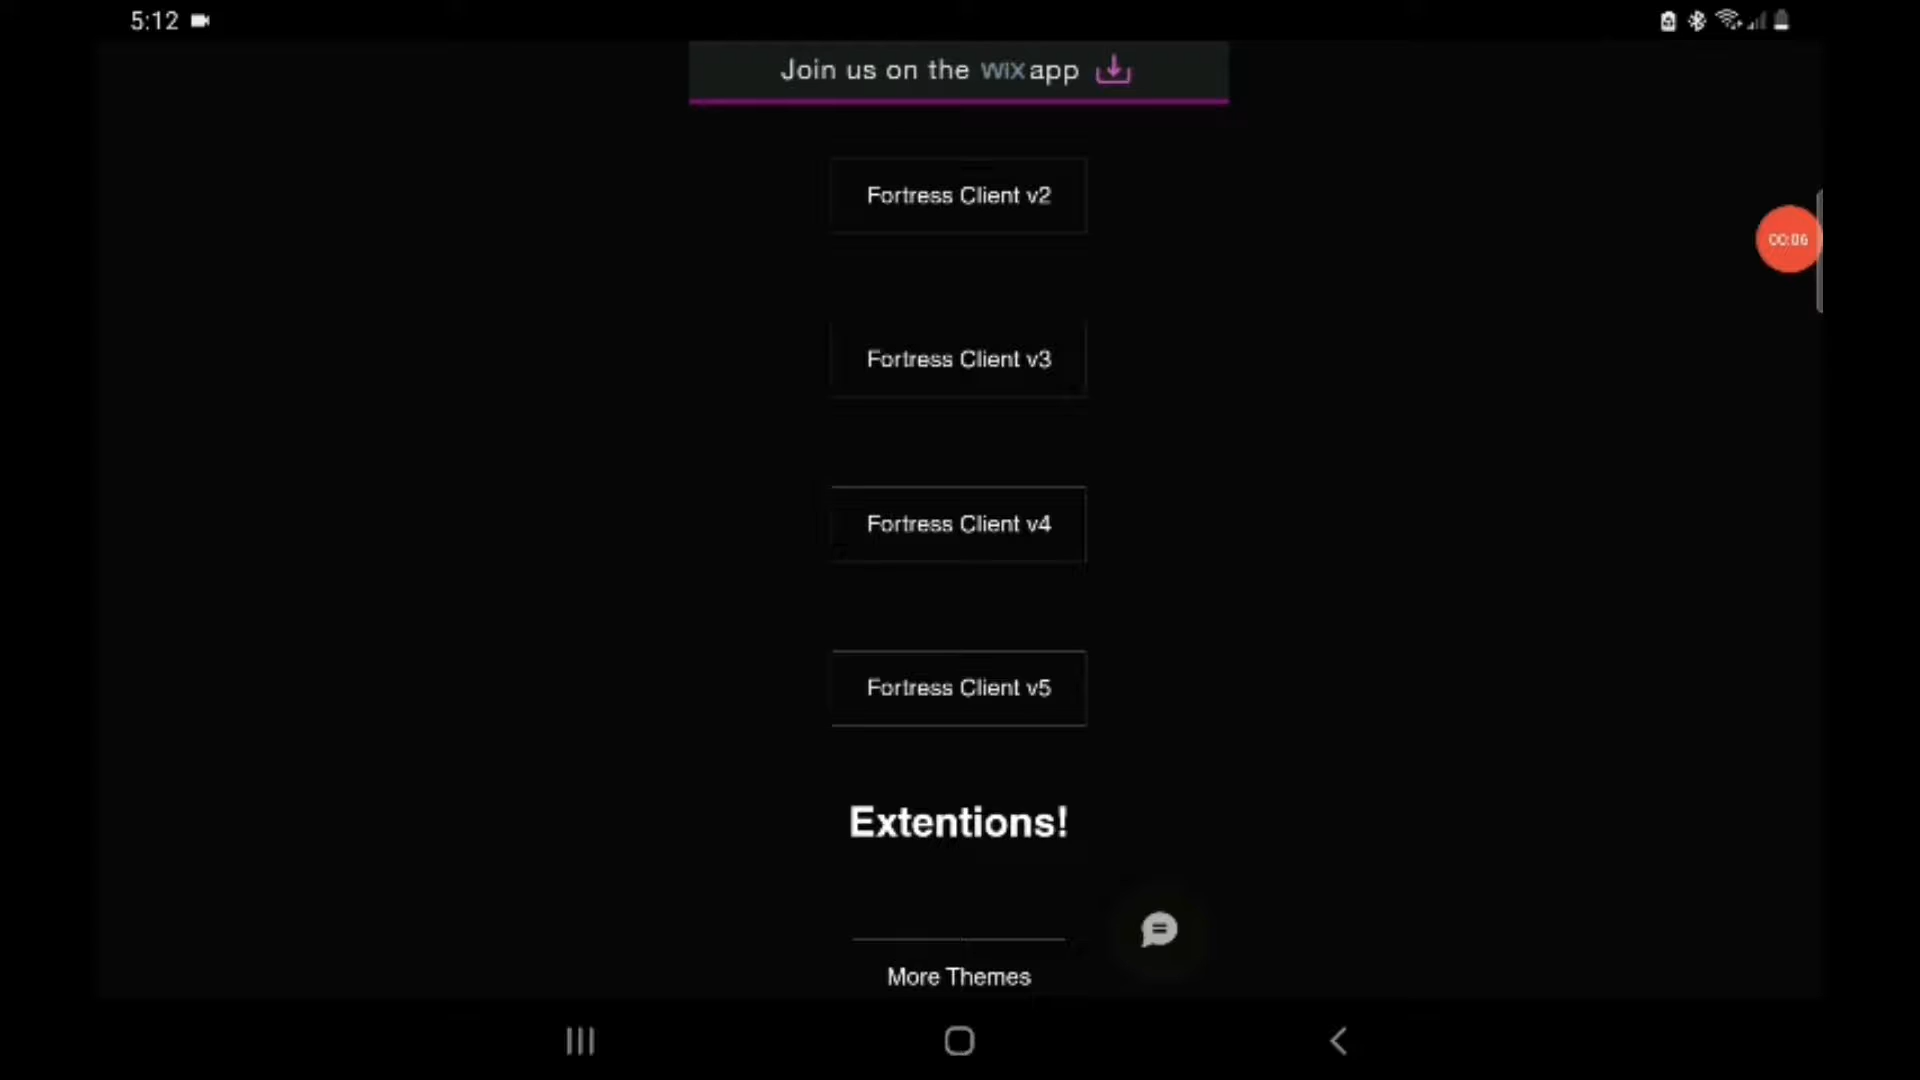 5:12
Join us on the wix app
Fortress Client v2
00:06
Fortress Client v3
Fortress Client v4
Fortress Client v5
Extentions!
More Themes